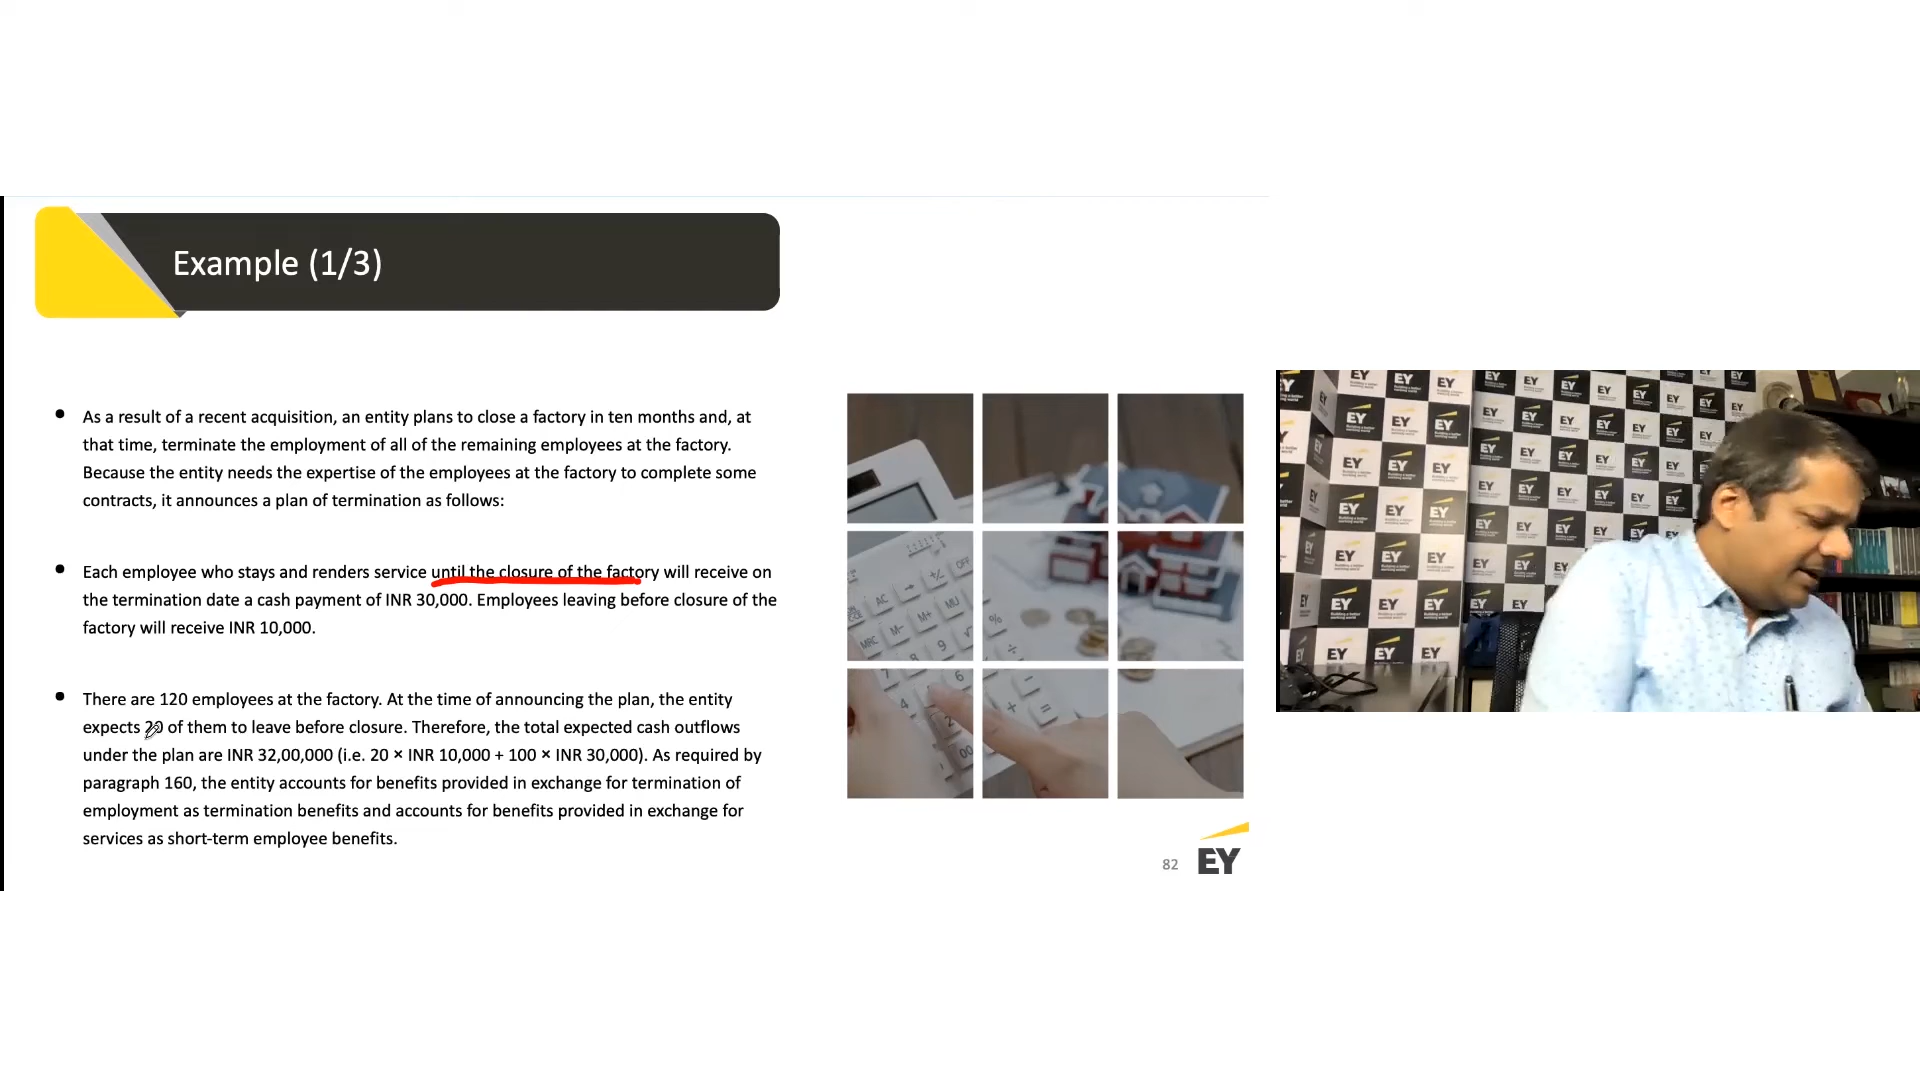 Example (1/3)
As a result of a recent acquisition, an entity plans to close a factory in ten months and, at
that time, terminate the employment of all of the remaining employees at the factory.
Because the entity needs the expertise of the employees at the factory to complete some
contracts, it announces a plan of termination as follows:
Each employee who stays and renders service until the closure of the factory will receive on
the termination date a cash payment of INR 30,000. Employees leaving before closure of the
factory will receive INR 10,000.
There are 120 employees at the factory. At the time of announcing the plan, the entity
expects 20 of them to leave before closure. Therefore, the total expected cash outflows
under the plan are INR 32,00,000 (i.e. 20 × INR 10,000 + 100 × INR 30,000). As required by
paragraph 160, the entity accounts for benefits provided in exchange for termination of
employment as termination benefits and accounts for benefits provided in exchange for
services as short-term employee benefits.
82
EY